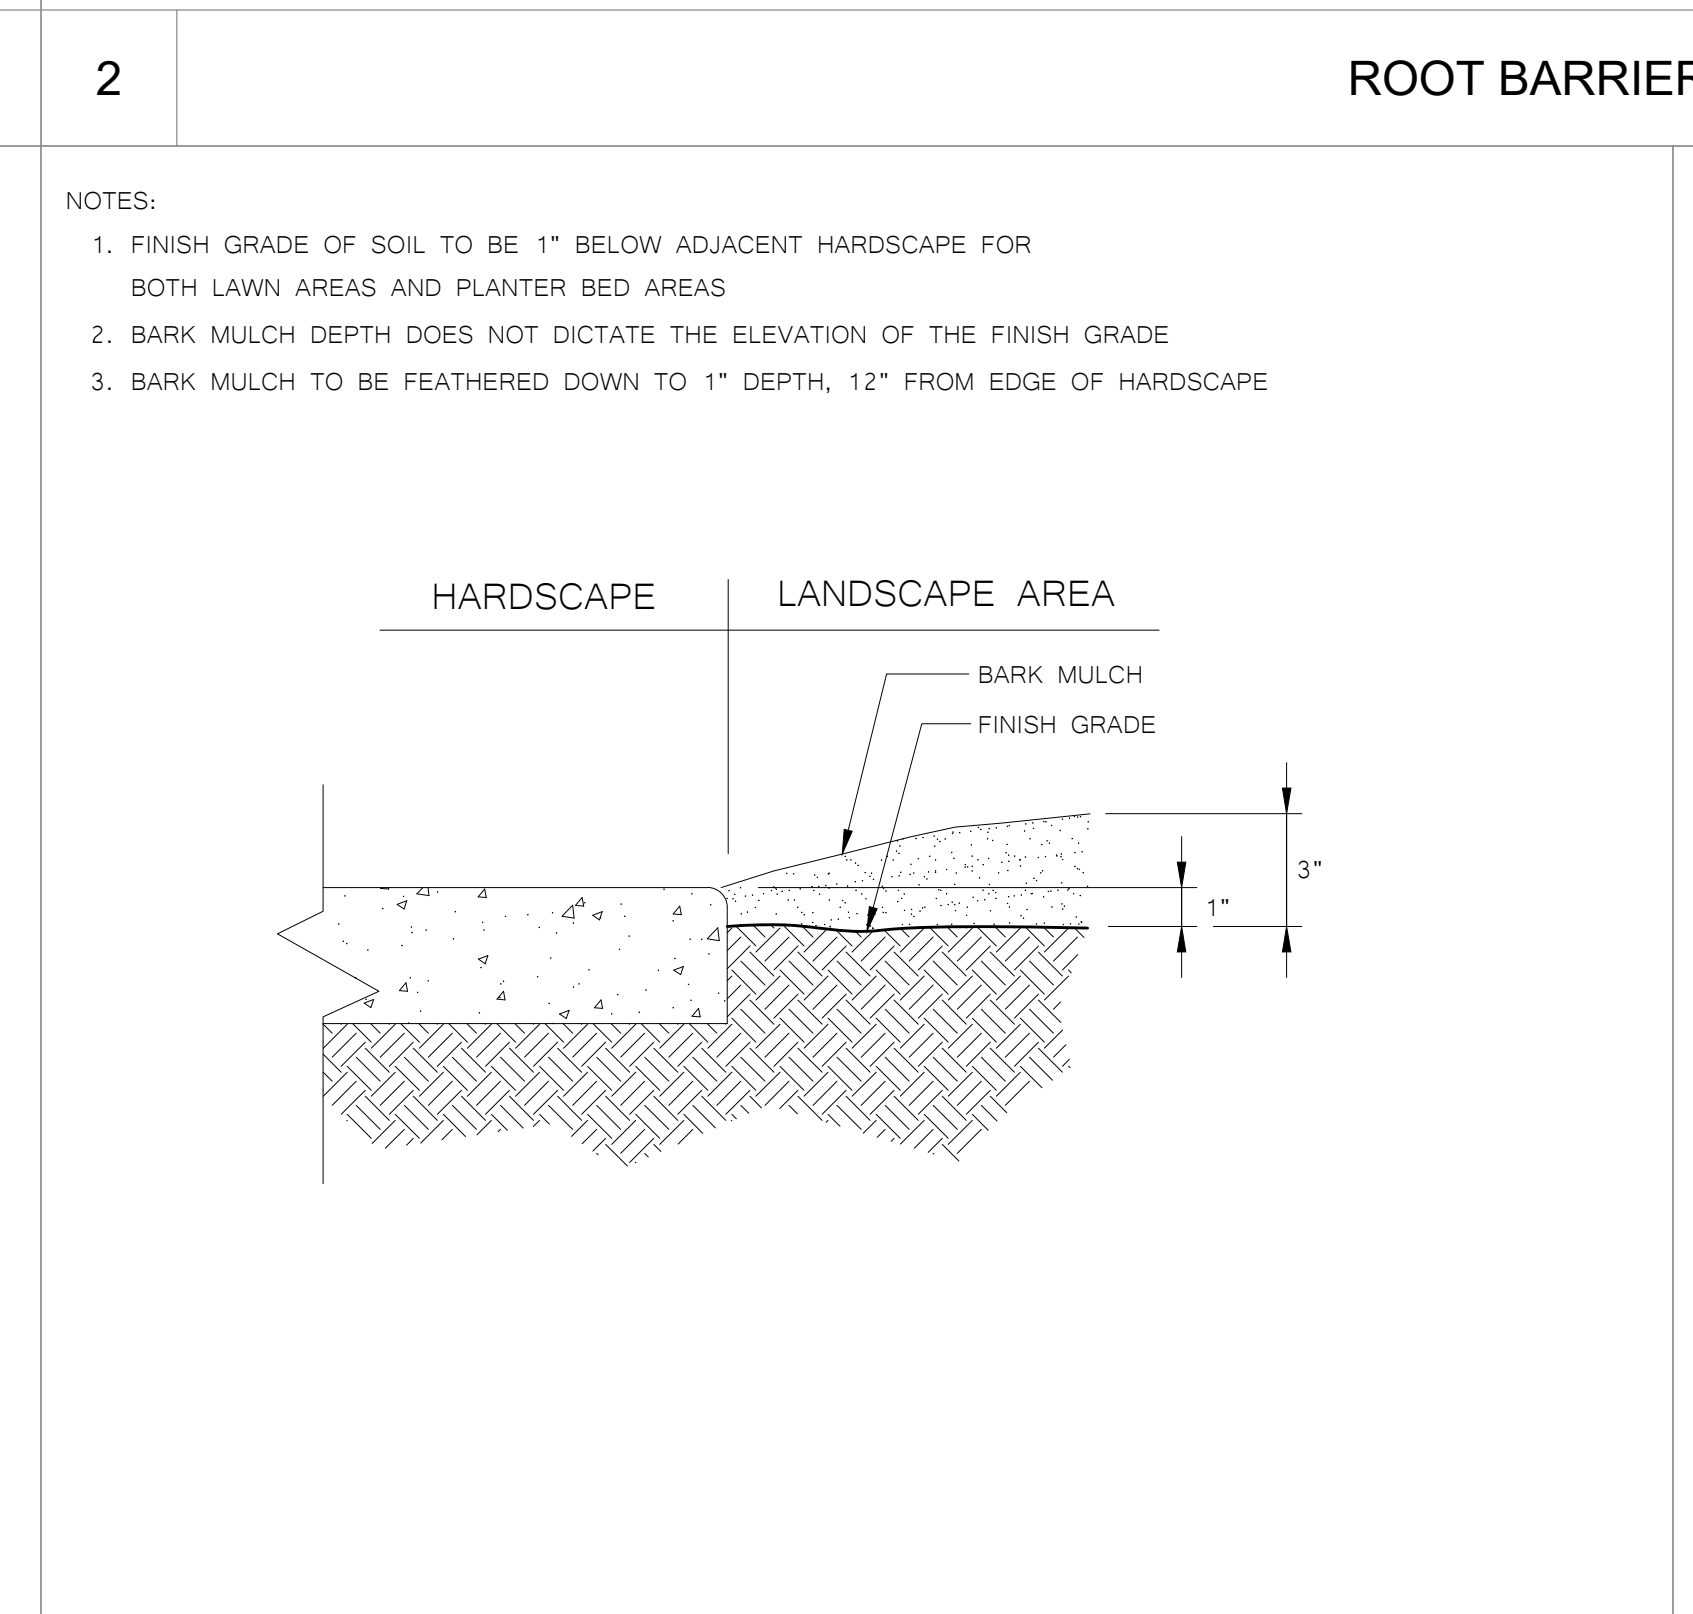 2
ROOT BARRIER
NOTES:
1. FINISH GRADE OF SOIL TO BE 1" BELOW ADJACENT HARDSCAPE FOR
BOTH LAWN AREAS AND PLANTER BED AREAS
2. BARK MULCH DEPTH DOES NOT DICTATE THE ELEVATION OF THE FINISH GRADE
3. BARK MULCH TO BE FEATHERED DOWN TO 1" DEPTH, 12" FROM EDGE OF HARDSCAPE
HARDSCAPE
LANDSCAPE AREA
BARK MULCH
FINISH GRADE
3"
1"